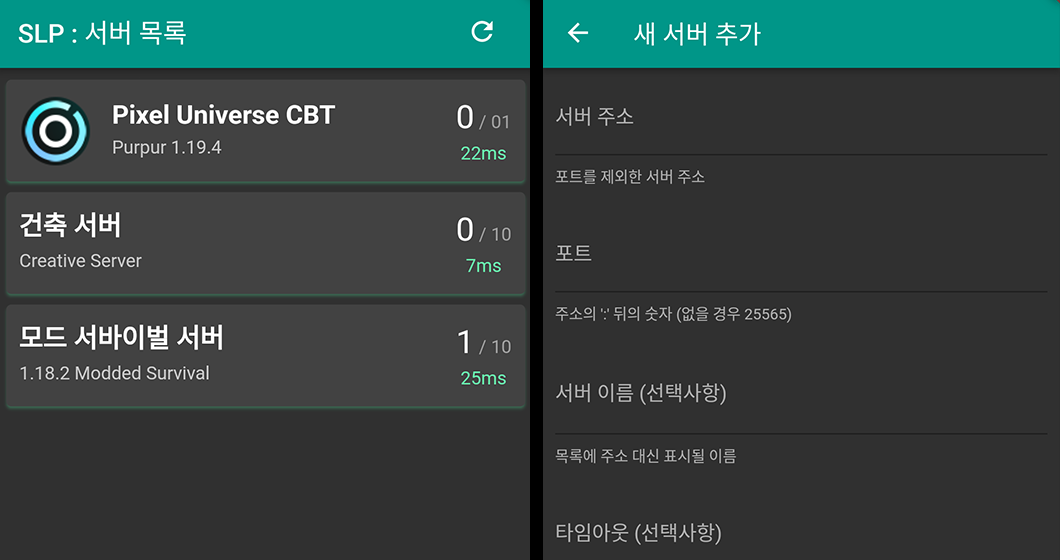 SLP : 서버 목록
Pixel Universe CBT
0 / 01
Purpur 1.19.4
22ms
건축 서버
0 / 10
Creative Server
7ms
모드 서바이벌 서버
1 / 10
1.18.2 Modded Survival
25ms
새 서버 추가
서버 주소
포트를 제외한 서버 주소
포트
주소의 ':' 뒤의 숫자 (없을 경우 25565)
서버 이름 (선택사항)
목록에 주소 대신 표시될 이름
타임아웃 (선택사항)